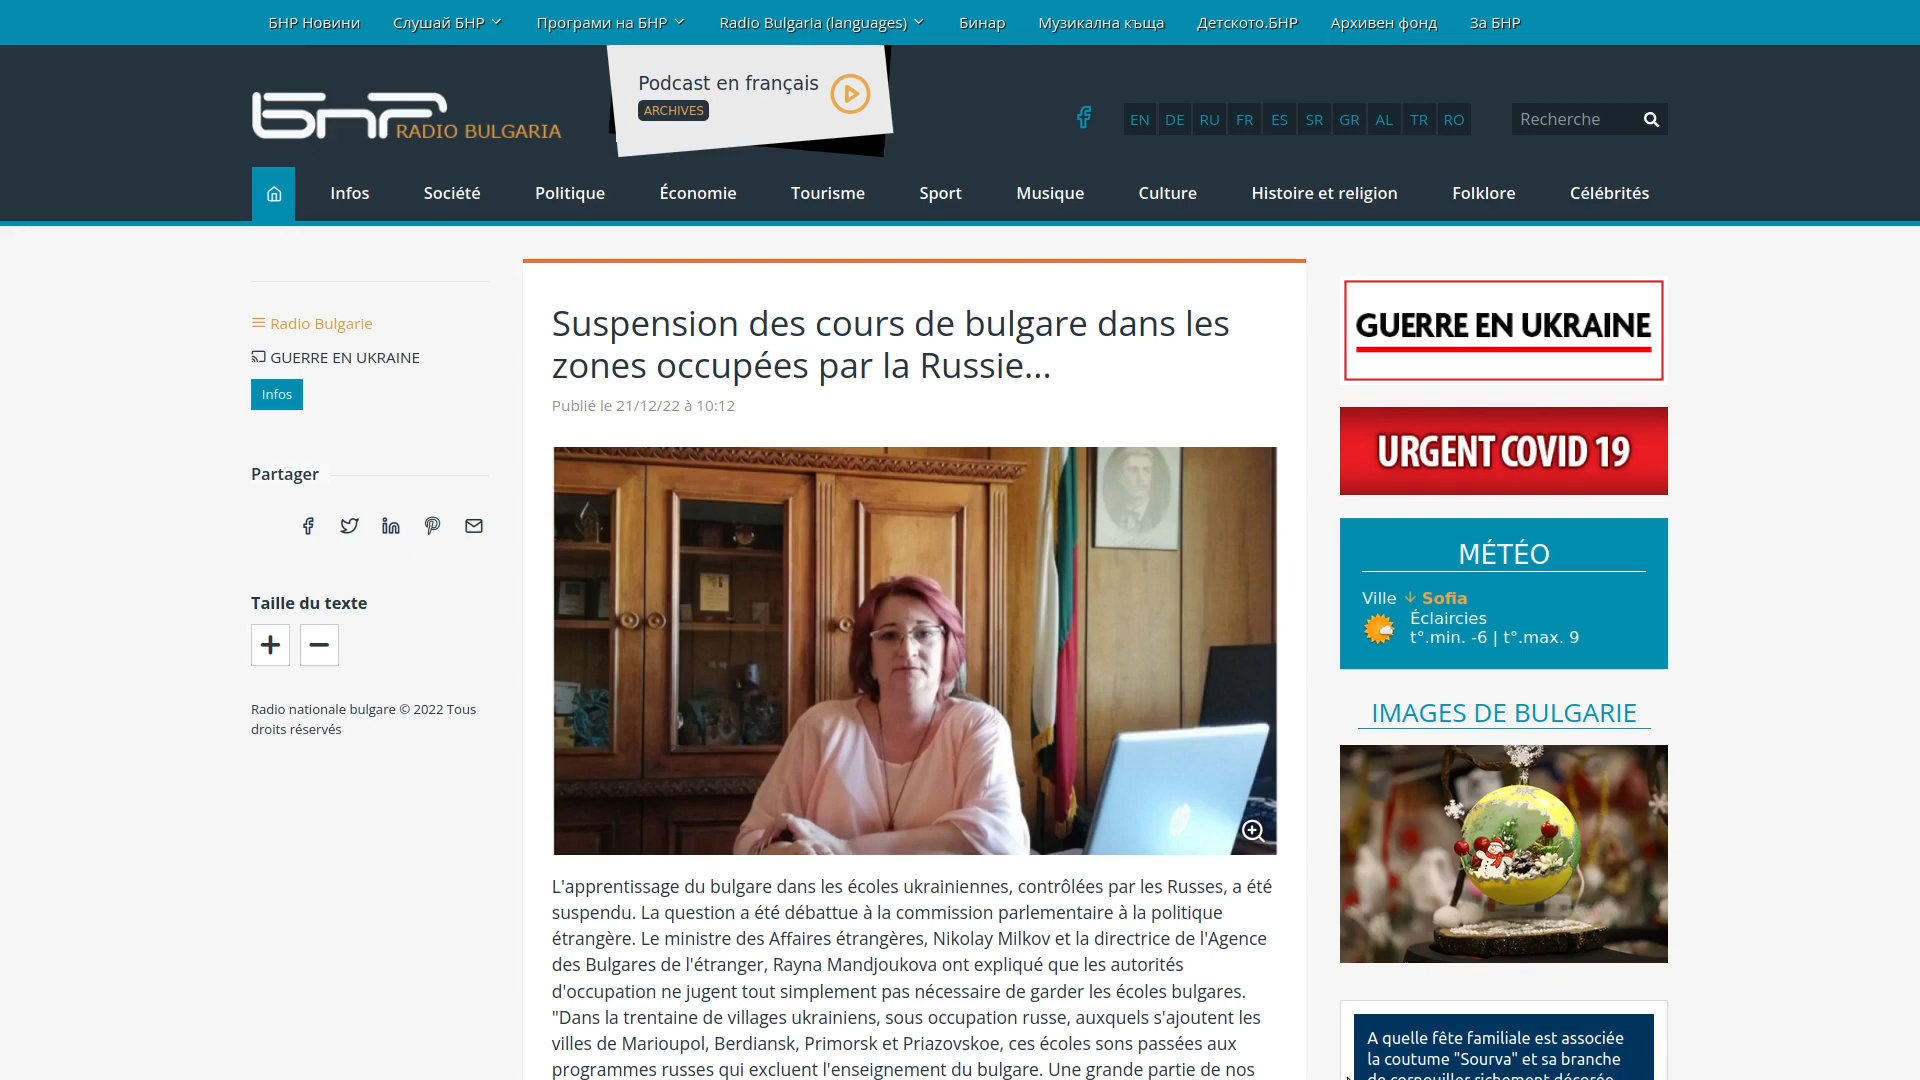 БНР Новини
Слушай БНР
Програми на БНР
Radio Bulgaria (languages)
Бинар
Музикална къща
Детското.БНР
Архивен фонд
За БНР
Podcast en français
ARCHIVES
БНР
RADIO BULGARIA
EN DE RU FR ES SR GR AL TR RO
Recherche
Infos
Société
Politique
Économie
Tourisme
Sport
Musique
Culture
Histoire et religion
Folklore
Célébrités
Radio Bulgarie
GUERRE EN UKRAINE
Infos
Partager
Taille du texte
Radio nationale bulgare © 2022 Tous
droits réservés
Suspension des cours de bulgare dans les
zones occupées par la Russie...
Publié le 21/12/22 à 10:12
L'apprentissage du bulgare dans les écoles ukrainiennes, contrôlées par les Russes, a été
suspendu. La question a été débattue à la commission parlementaire à la politique
étrangère. Le ministre des Affaires étrangères, Nikolay Milkov et la directrice de l'Agence
des Bulgares de l'étranger, Rayna Mandjoukova ont expliqué que les autorités
d'occupation ne jugent tout simplement pas nécessaire de garder les écoles bulgares.
"Dans la trentaine de villages ukrainiens, sous occupation russe, auxquels s'ajoutent les
villes de Marioupol, Berdiansk, Primorsk et Priazovskoe, ces écoles sons passées aux
programmes russes qui excluent l'enseignement du bulgare. Une grande partie de nos
GUERRE EN UKRAINE
URGENT COVID 19
MÉTÉO
Ville Sofia
Éclaircies
t°.min. -6 | t°.max. 9
IMAGES DE BULGARIE
A quelle fête familiale est associée
la coutume "Sourva" et sa branche
de cornouiller richement décorée